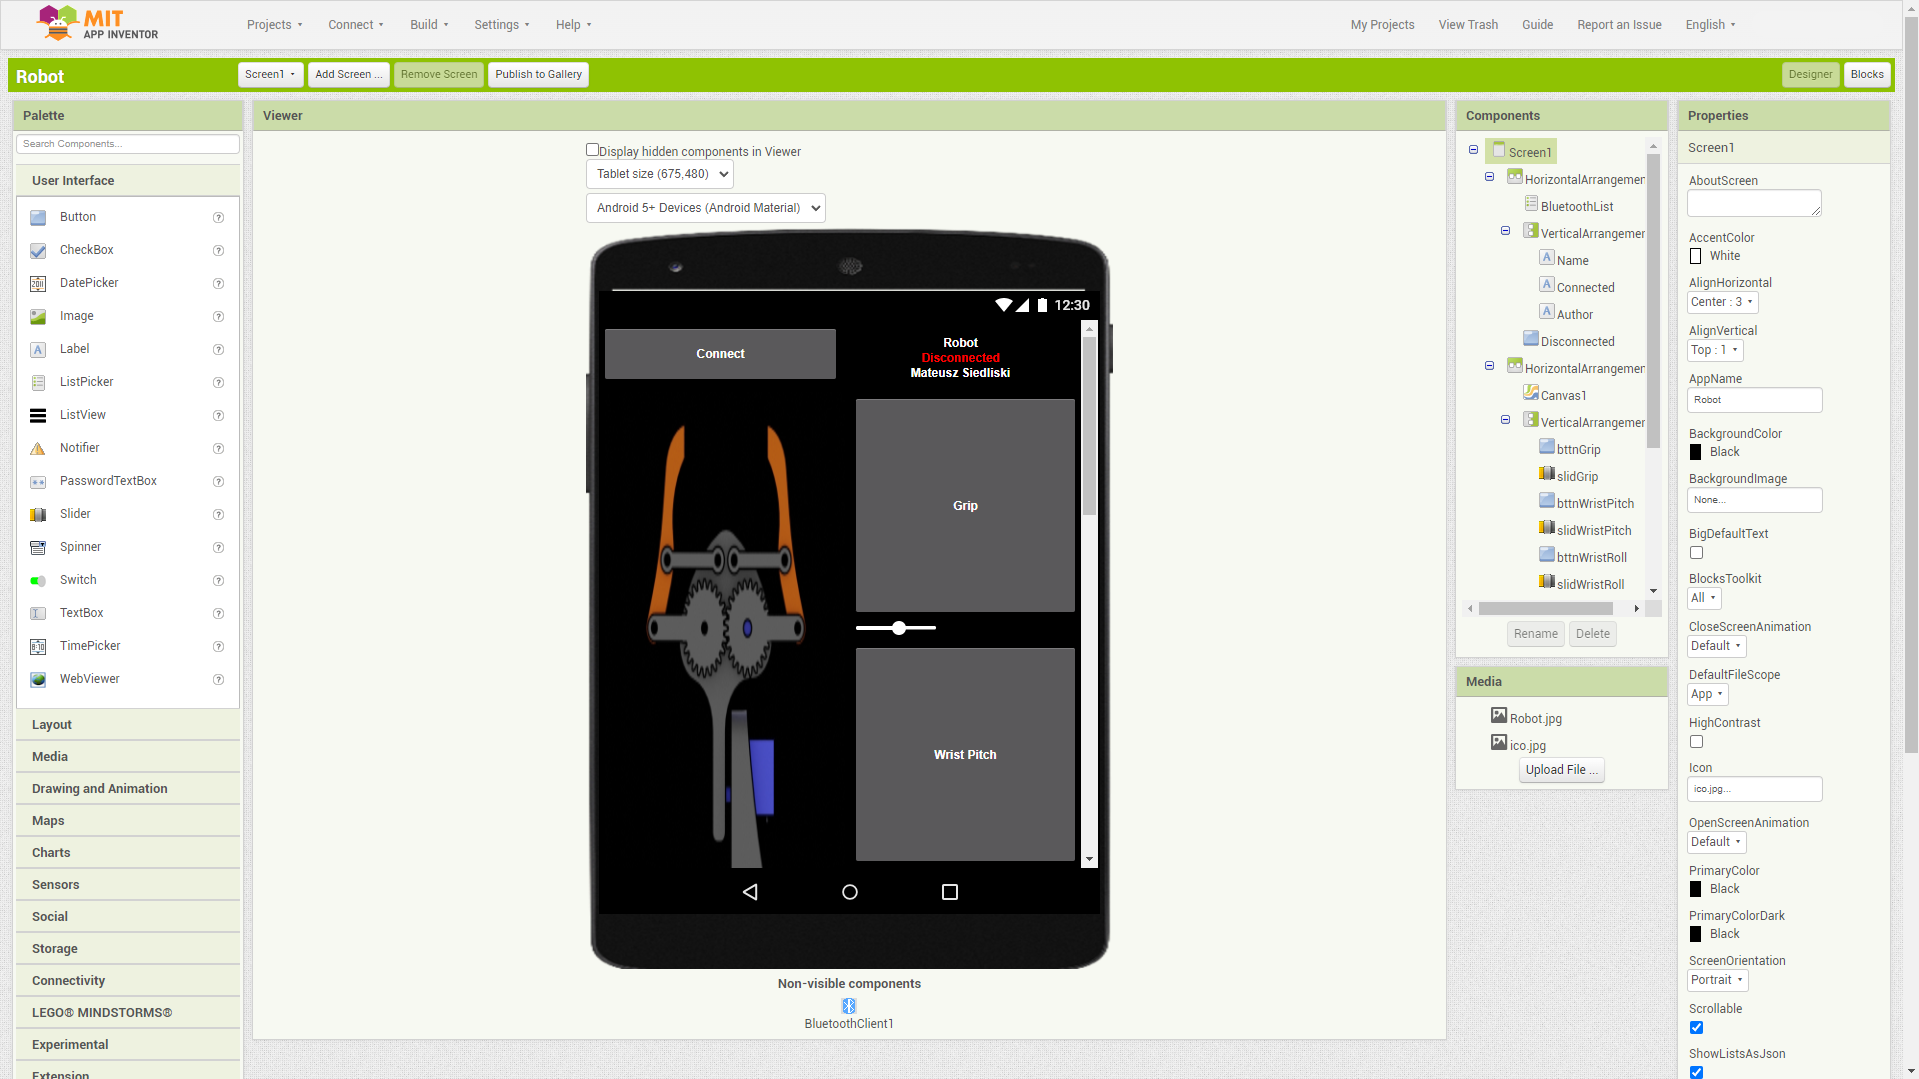 MIT
APP INVENTOR
Projects
Connect
Build
Settings
Help
My Projects
View Trash
Guide
Report an Issue
English
Robot
Screen1
Add Screen ...
Remove Screen
Publish to Gallery
Designer
Blocks
Palette
Search Components...
User Interface
Button
CheckBox
DatePicker
Image
Label
ListPicker
ListView
Notifier
PasswordTextBox
Slider
Spinner
Switch
TextBox
TimePicker
WebViewer
Layout
Media
Drawing and Animation
Maps
Charts
Sensors
Social
Storage
Connectivity
LEGO® MINDSTORMS®
Experimental
Extension
Viewer
Display hidden components in Viewer
Tablet size (675,480)
Android 5+ Devices (Android Material)
12:30
Connect
Robot
Disconnected
Mateusz Siedliski
Grip
Wrist Pitch
Non-visible components
BluetoothClient1
Components
Screen1
HorizontalArrangemen
BluetoothList
VerticalArrangemen
Name
Connected
Author
Disconnected
HorizontalArrangemen
Canvas1
VerticalArrangemen
bttnGrip
slidGrip
bttnWristPitch
slidWristPitch
bttnWristRoll
slidWristRoll
Rename
Delete
Media
Robot.jpg
ico.jpg
Upload File ...
Properties
Screen1
AboutScreen
AccentColor
White
AlignHorizontal
Center : 3
AlignVertical
Top : 1
AppName
Robot
BackgroundColor
Black
BackgroundImage
None...
BigDefaultText
BlocksToolkit
All
CloseScreenAnimation
Default
DefaultFileScope
App
HighContrast
Icon
ico.jpg...
OpenScreenAnimation
Default
PrimaryColor
Black
PrimaryColorDark
Black
ScreenOrientation
Portrait
Scrollable
ShowListsAsJson